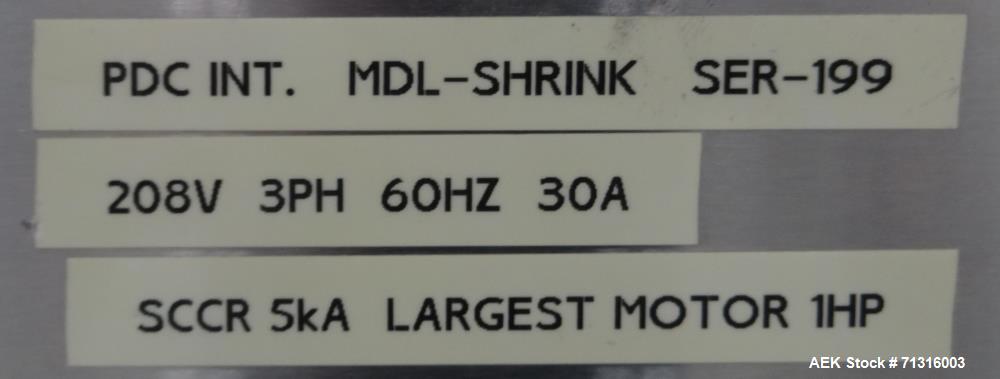 PDC INT. MDL-SHRINK SER-199
208V 3PH 60HZ 30A
SCCR 5kA LARGEST MOTOR 1HP
AEK Stock # 71316003